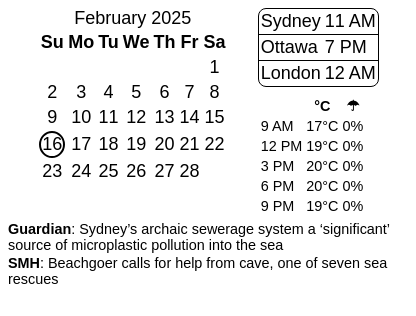 February 2025
Su Mo Tu We Th Fr Sa
1
2 3 4 5 6 7 8
9 10 11 12 13 14 15
16 17 18 19 20 21 22
23 24 25 26 27 28
Sydney 11 AM
Ottawa 7 PM
London 12 AM
°C ☂
9 AM 17°C 0%
12 PM 19°C 0%
3 PM 20°C 0%
6 PM 20°C 0%
9 PM 19°C 0%
Guardian: Sydney’s archaic sewerage system a ‘significant’
source of microplastic pollution into the sea
SMH: Beachgoer calls for help from cave, one of seven sea
rescues